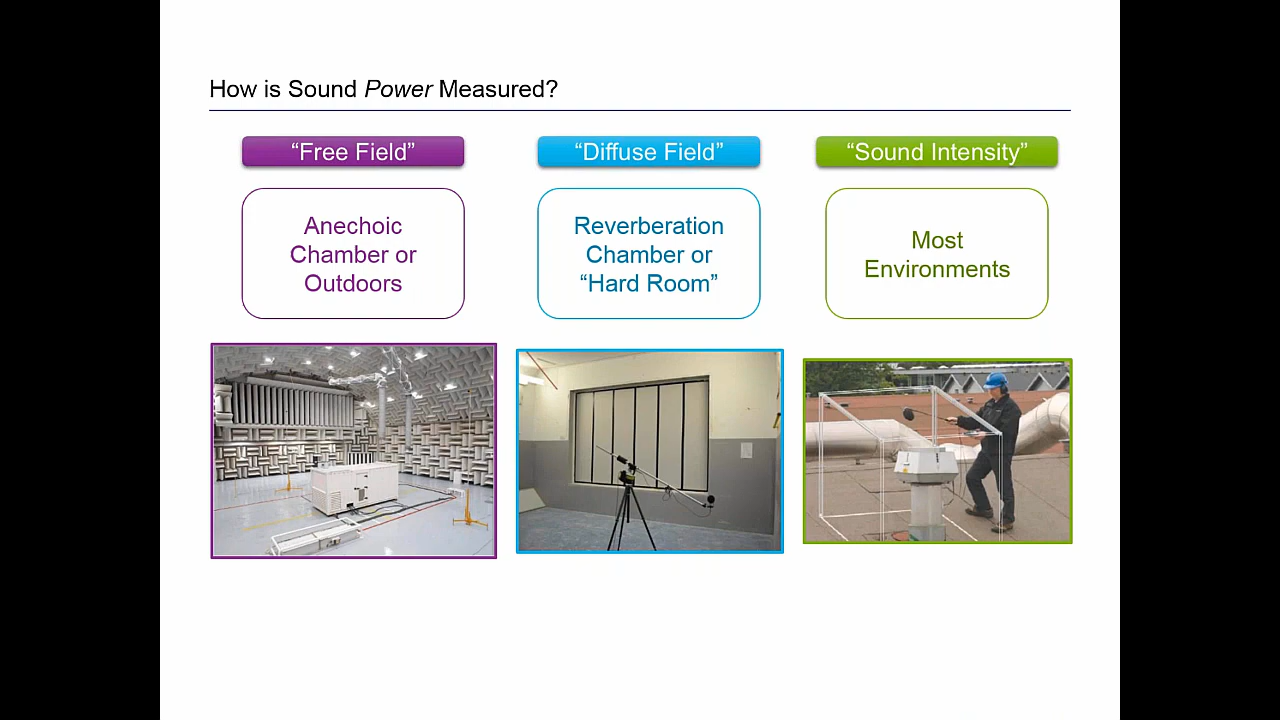 How is Sound Power Measured?
“Free Field”
“Diffuse Field”
“Sound Intensity”
Anechoic
Chamber or
Outdoors
Reverberation
Chamber or
“Hard Room”
Most
Environments